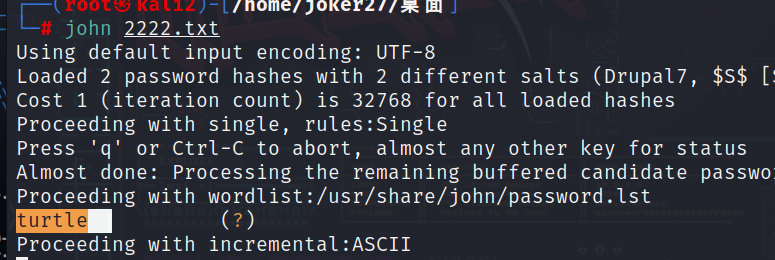 (root㉿kali2)-[/home/joker27/桌面]
# john 2222.txt
Using default input encoding: UTF-8
Loaded 2 password hashes with 2 different salts (Drupal7, $S$ [S
Cost 1 (iteration count) is 32768 for all loaded hashes
Proceeding with single, rules:Single
Press 'q' or Ctrl-C to abort, almost any other key for status
Almost done: Processing the remaining buffered candidate passwo
Proceeding with wordlist:/usr/share/john/password.lst
turtle (?)
Proceeding with incremental:ASCII